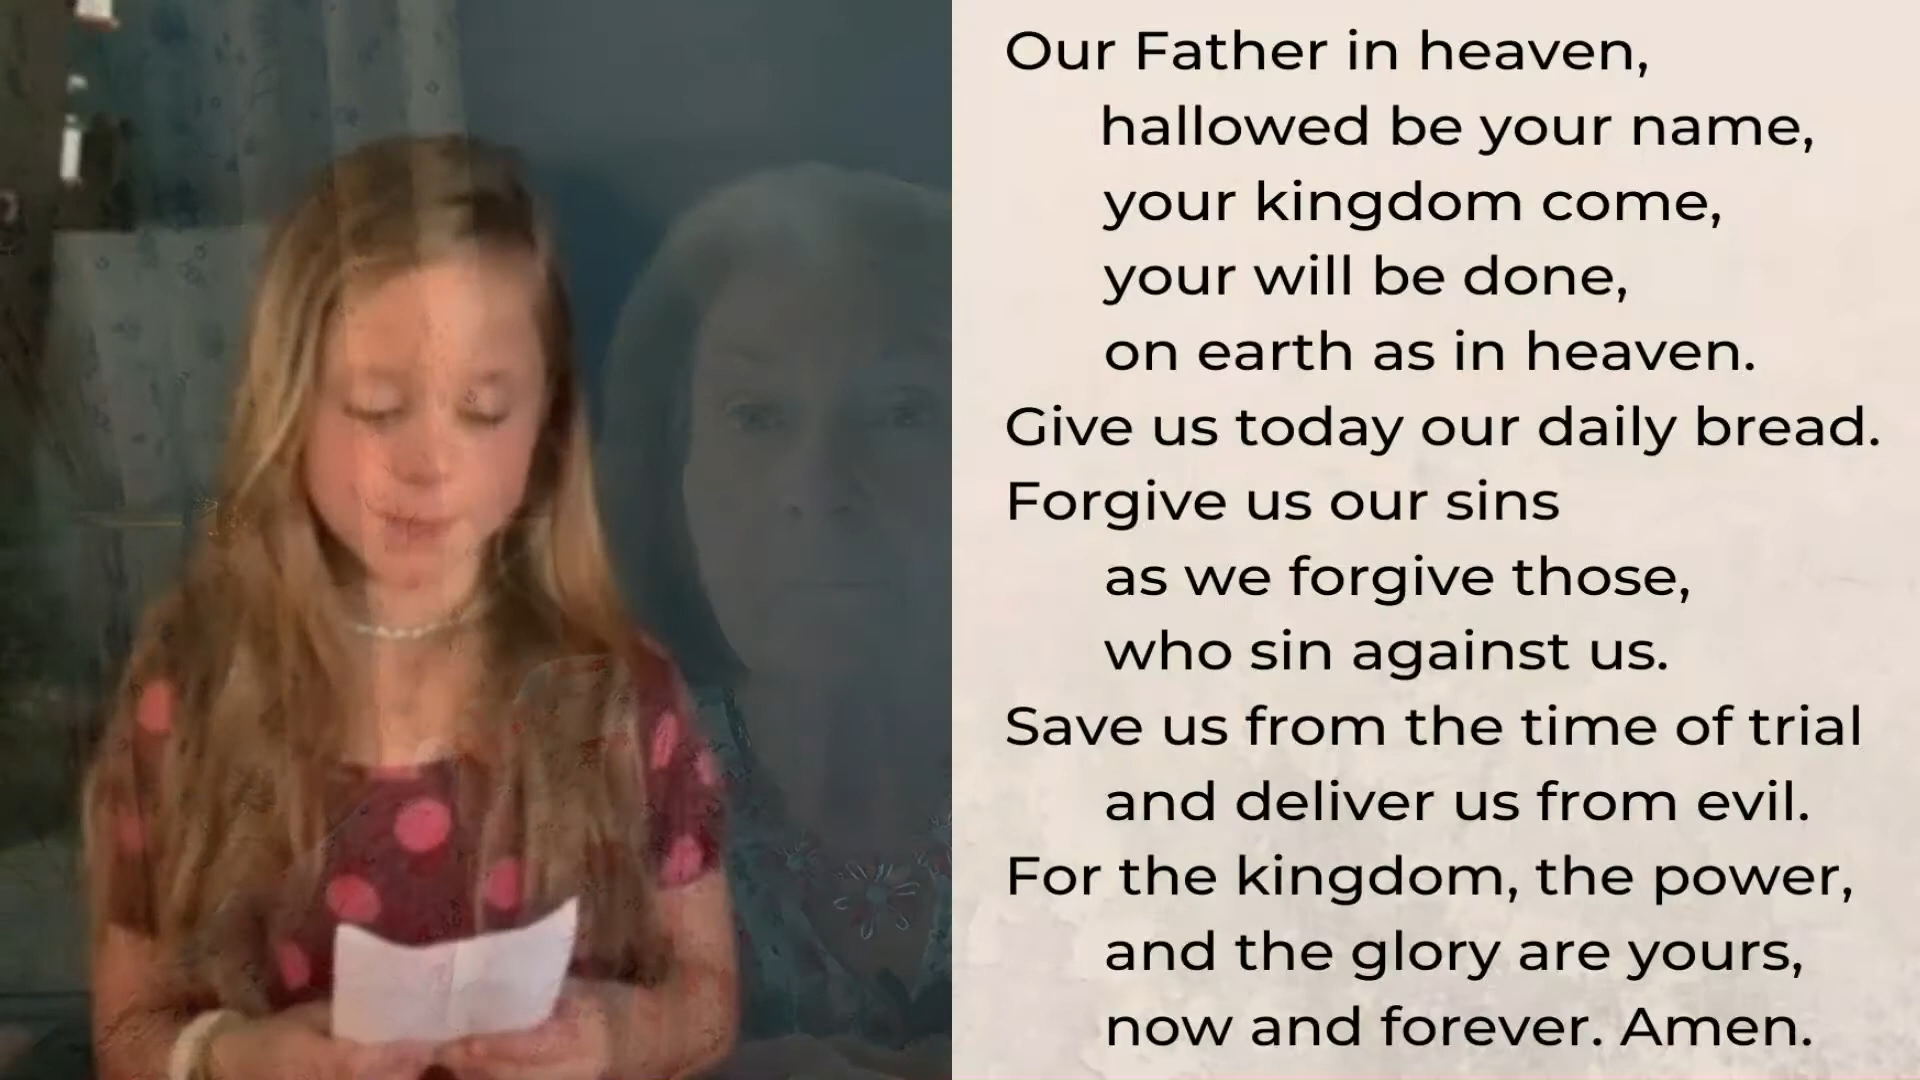 Our Father in heaven,
hallowed be your name,
your kingdom come,
your will be done,
on earth as in heaven.
Give us today our daily bread.
Forgive us our sins
as we forgive those,
who sin against us.
Save us from the time of trial
and deliver us from evil.
For the kingdom, the power,
and the glory are yours,
now and forever. Amen.